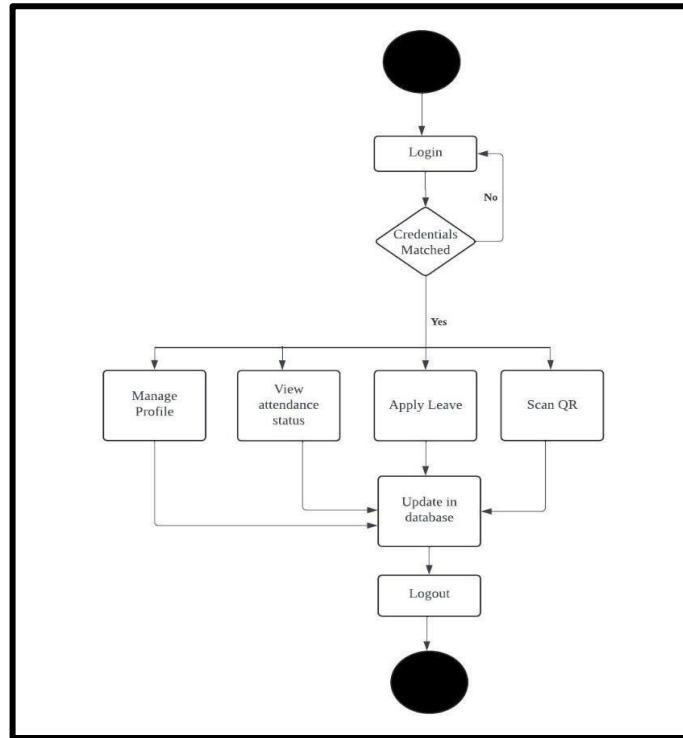 Login
No
Credentials
Matched
Yes
Manage
Profile
View
attendance
status
Apply Leave
Scan QR
Update in
database
Logout